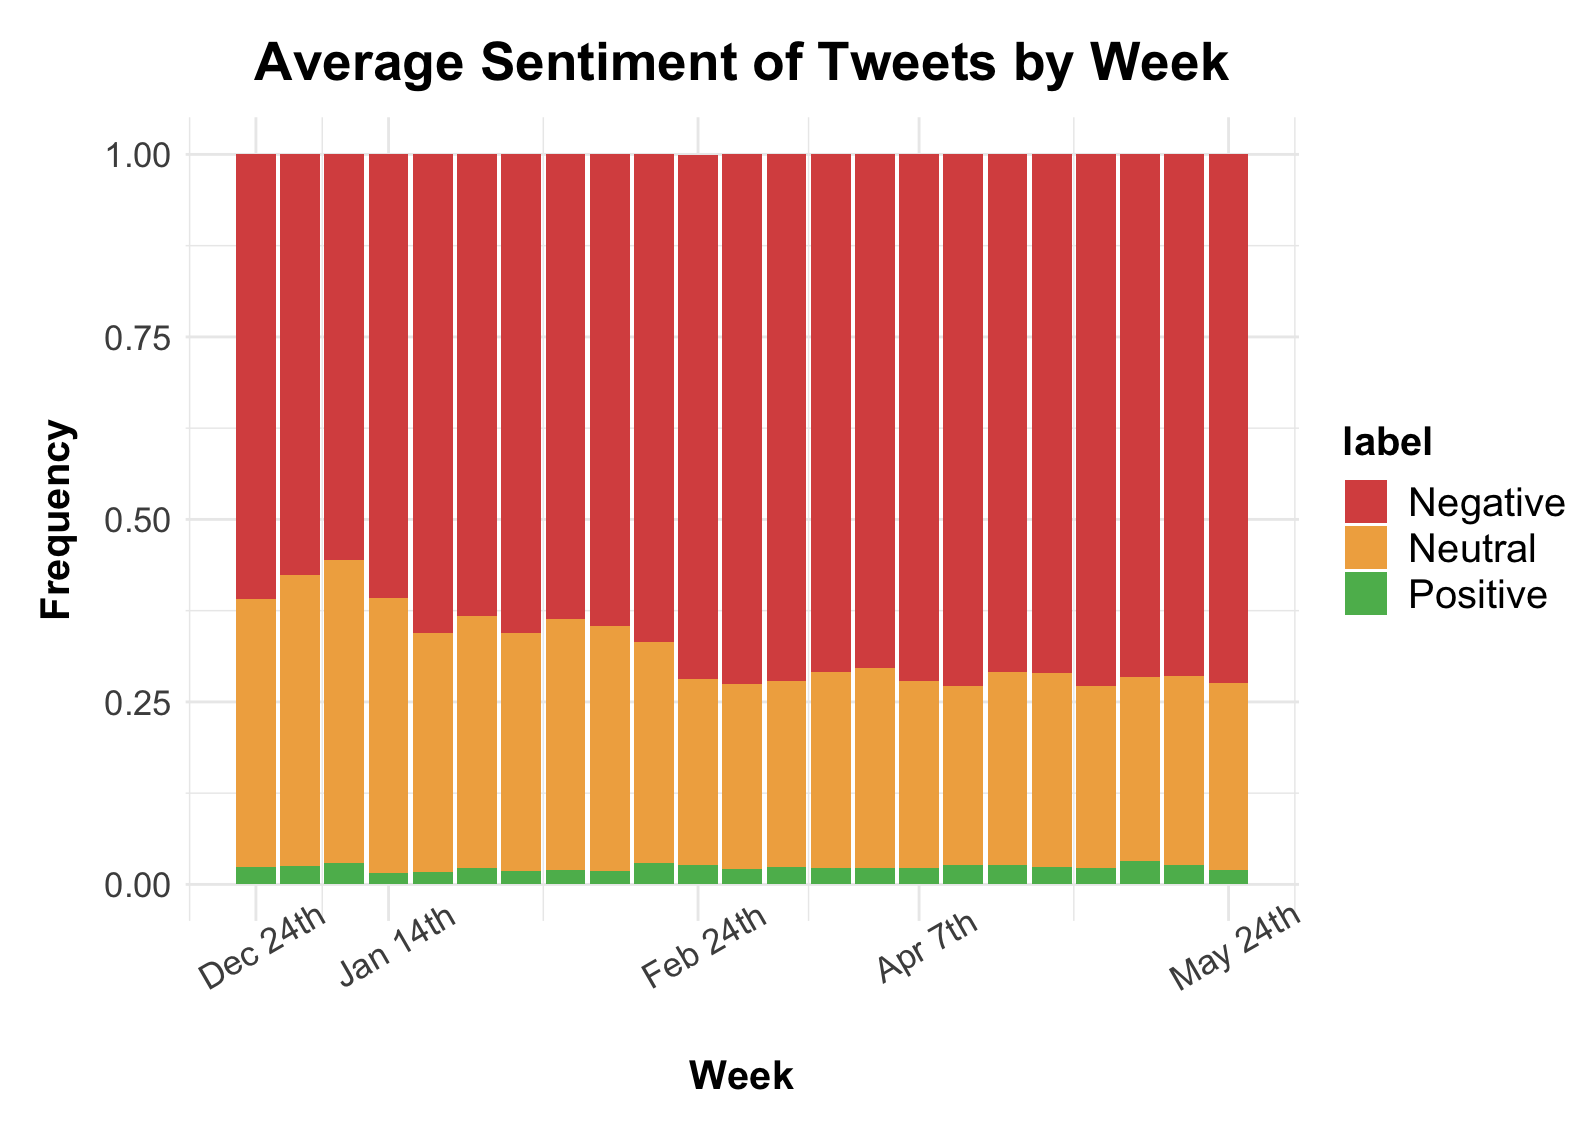 Average Sentiment of Tweets by Week
Frequency
1.00
0.75
0.50
0.25
0.00
Dec 24th
Jan 14th
Feb 24th
Apr 7th
May 24th
Week
label
Negative
Neutral
Positive